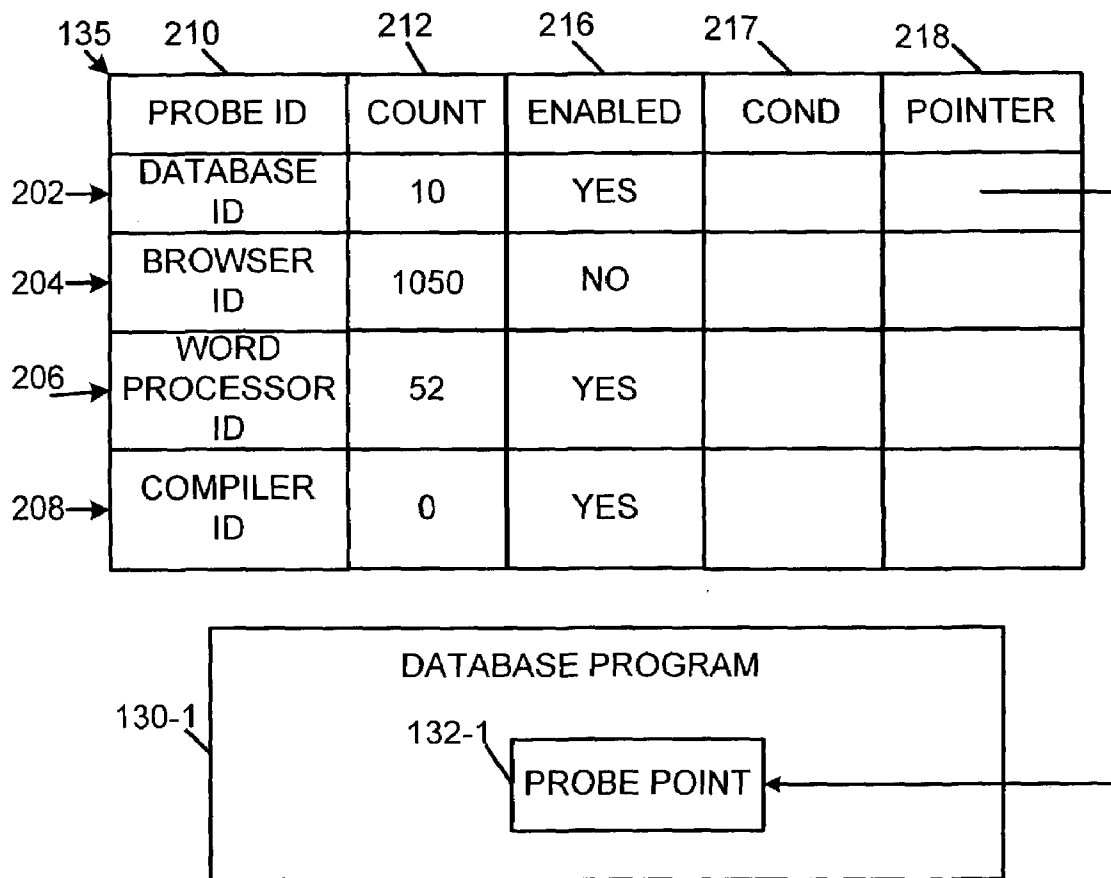 135 210 212 216 217 218
PROBE ID COUNT ENABLED COND POINTER
202 DATABASE ID 10 YES
204 BROWSER ID 1050 NO
206 WORD PROCESSOR ID 52 YES
208 COMPILER ID 0 YES
DATABASE PROGRAM
130-1
132-1
PROBE POINT